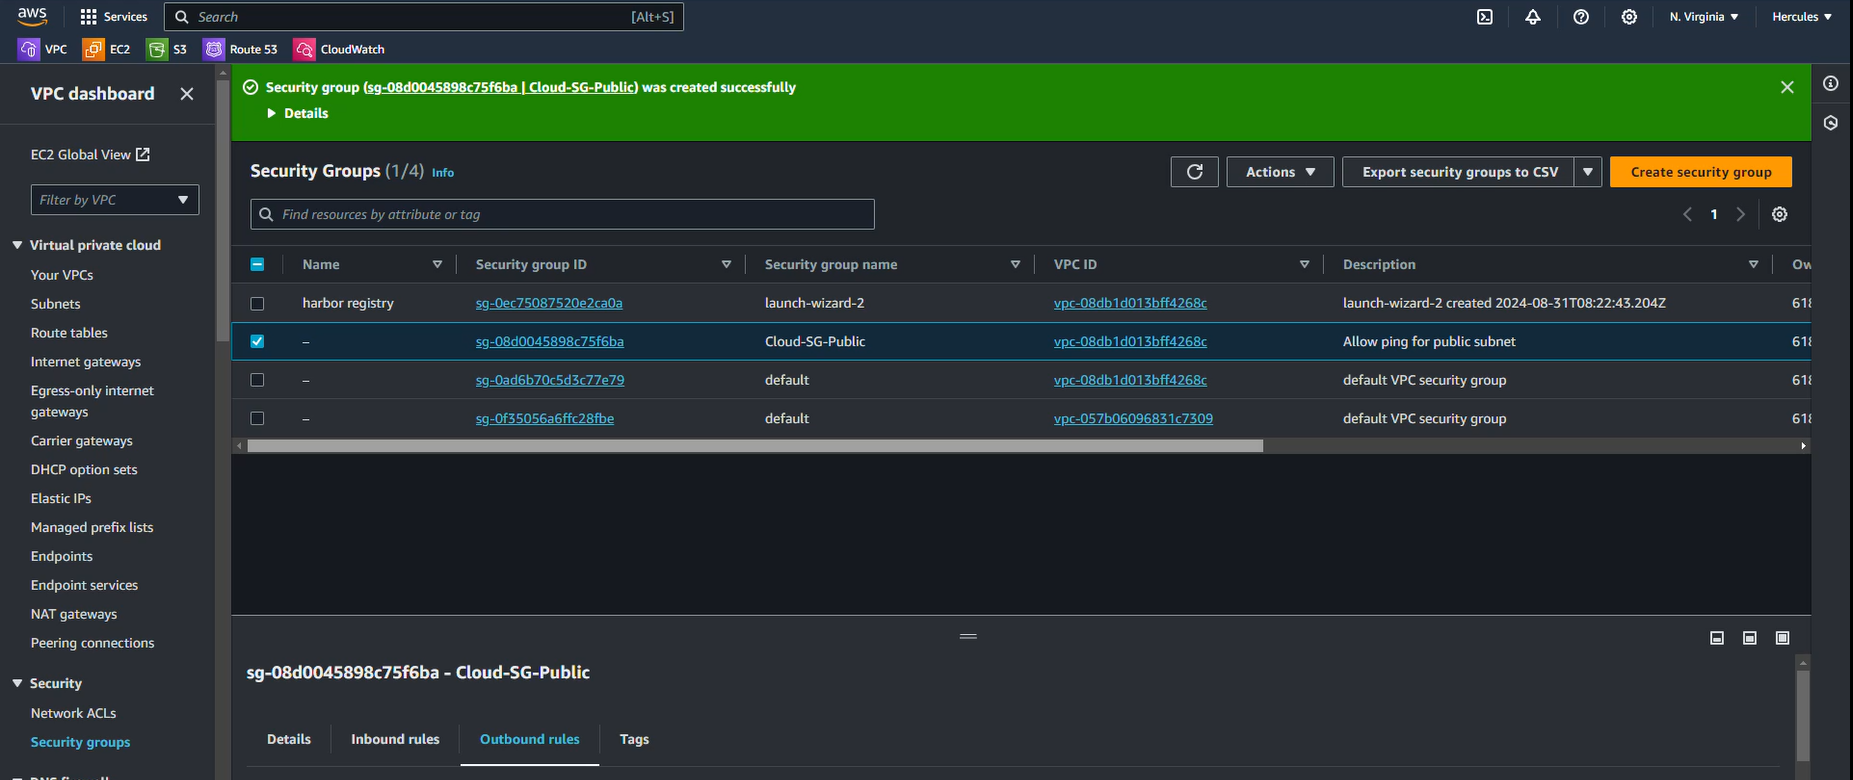 aws
Services
Search
[Alt+S]
N. Virginia
Hercules
VPC
EC2
S3
Route 53
CloudWatch
VPC dashboard
EC2 Global View
Filter by VPC
Virtual private cloud
Your VPCs
Subnets
Route tables
Internet gateways
Egress-only internet
gateways
Carrier gateways
DHCP option sets
Elastic IPs
Managed prefix lists
Endpoints
Endpoint services
NAT gateways
Peering connections
Security
Network ACLs
Security groups
Security group (sg-08d0045898c75f6ba | Cloud-SG-Public) was created successfully
Details
Security Groups (1/4) Info
Actions
Export security groups to CSV
Create security group
Find resources by attribute or tag
1
Name Security group ID Security group name VPC ID Description Ow
harbor registry sg-0ec75087520e2ca0a launch-wizard-2 vpc-08db1d013bff4268c launch-wizard-2 created 2024-08-31T08:22:43.204Z 618
– sg-08d0045898c75f6ba Cloud-SG-Public vpc-08db1d013bff4268c Allow ping for public subnet 618
– sg-0ad6b70c5d3c77e79 default vpc-08db1d013bff4268c default VPC security group 618
– sg-0f35056a6ffc28fbe default vpc-057b06096831c7309 default VPC security group 618
sg-08d0045898c75f6ba - Cloud-SG-Public
Details
Inbound rules
Outbound rules
Tags